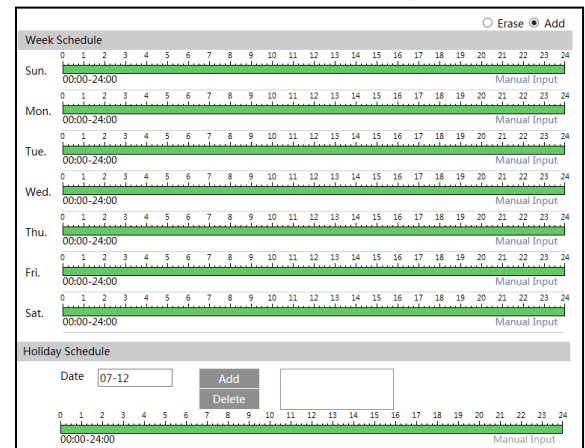 Erase Add
Week Schedule
0 1 2 3 4 5 6 7 8 9 10 11 12 13 14 15 16 17 18 19 20 21 22 23 24
Sun.
00:00-24:00 Manual Input
0 1 2 3 4 5 6 7 8 9 10 11 12 13 14 15 16 17 18 19 20 21 22 23 24
Mon.
00:00-24:00 Manual Input
0 1 2 3 4 5 6 7 8 9 10 11 12 13 14 15 16 17 18 19 20 21 22 23 24
Tue.
00:00-24:00 Manual Input
0 1 2 3 4 5 6 7 8 9 10 11 12 13 14 15 16 17 18 19 20 21 22 23 24
Wed.
00:00-24:00 Manual Input
0 1 2 3 4 5 6 7 8 9 10 11 12 13 14 15 16 17 18 19 20 21 22 23 24
Thu.
00:00-24:00 Manual Input
0 1 2 3 4 5 6 7 8 9 10 11 12 13 14 15 16 17 18 19 20 21 22 23 24
Fri.
00:00-24:00 Manual Input
0 1 2 3 4 5 6 7 8 9 10 11 12 13 14 15 16 17 18 19 20 21 22 23 24
Sat.
00:00-24:00 Manual Input
Holiday Schedule
Date 07-12 Add
Delete
0 1 2 3 4 5 6 7 8 9 10 11 12 13 14 15 16 17 18 19 20 21 22 23 24
00:00-24:00 Manual Input